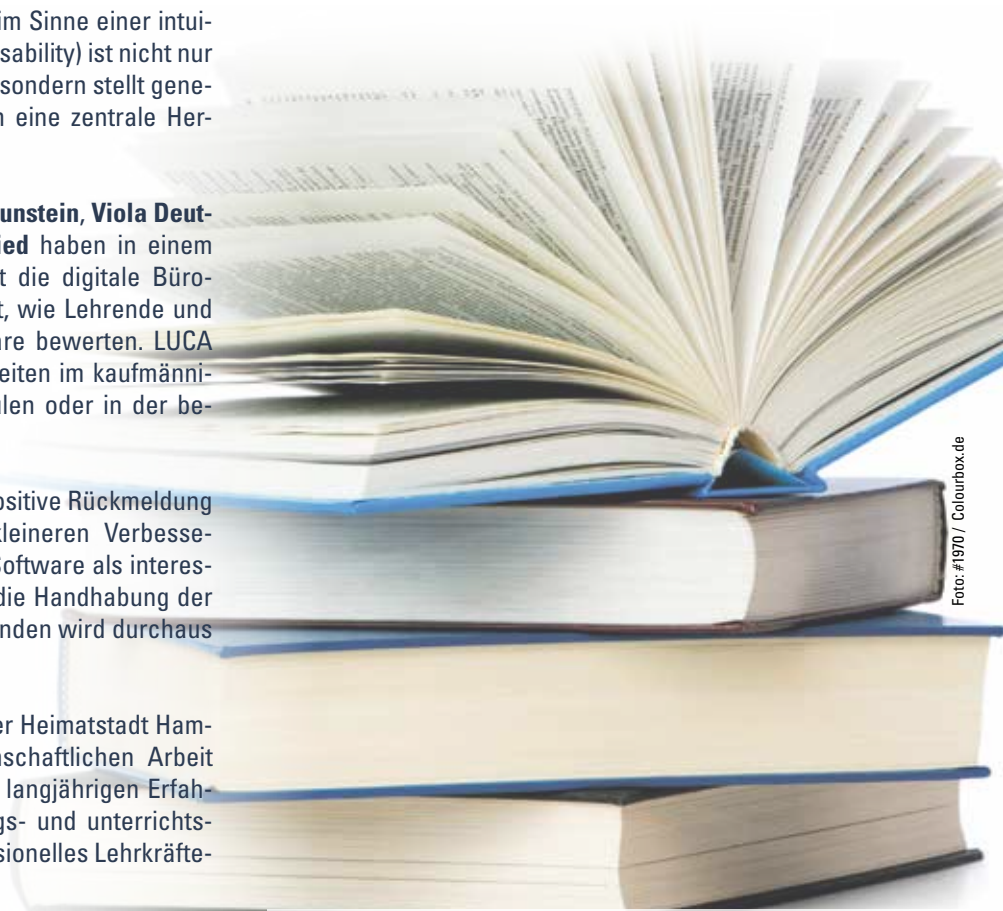 im Sinne einer intui-
sability) ist nicht nur
sondern stellt gene-
eine zentrale Her-
unstein, Viola Deut-
ied haben in einem
t die digitale Büro-
t, wie Lehrende und
are bewerten. LUCA
eiten im kaufmänni-
ulen oder in der be-
ositive Rückmeldung
kleineren Verbesse-
Software als interes-
die Handhabung der
nden wird durchaus
er Heimatstadt Ham-
nschaftlichen Arbeit
langjährigen Erfah-
gs- und unterrichts-
sionelles Lehrkräfte-
Foto: #1970 / Colourbox.de